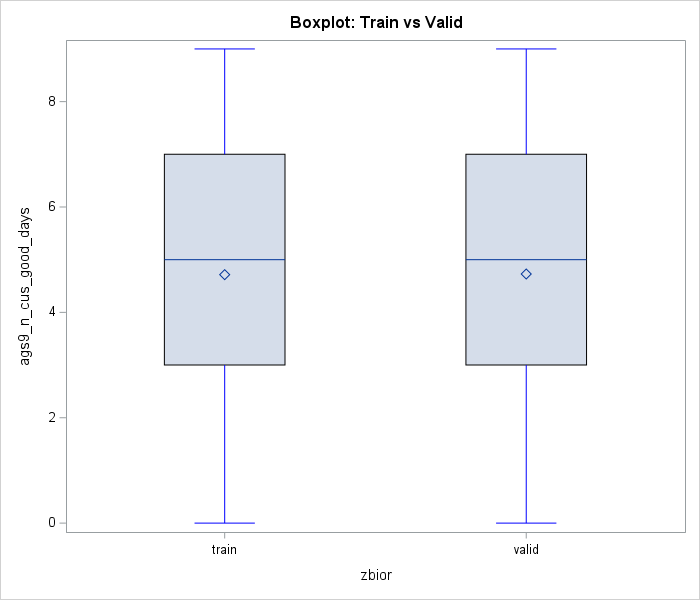 Boxplot: Train vs Valid
ags9_n_cus_good_days
8
6
4
2
0
train
valid
zbior